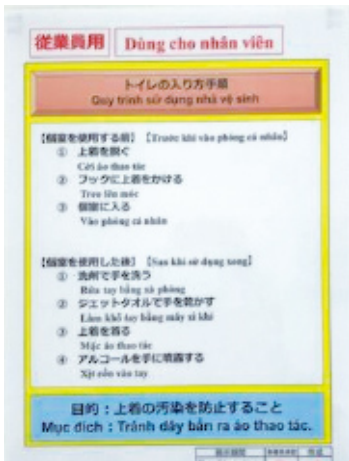 従業員用 Dùng cho nhân viên
トイレの入り方手順
Quy trình sử dụng nhà vệ sinh
【個室を使用する前】 【Trước khi vào phòng cá nhân】
① 上着を脱ぐ
Cởi áo thao tác
② フックに上着をかける
Treo lên móc
③ 個室に入る
Vào phòng cá nhân
【個室を使用した後】 【Sau khi sử dụng xong】
① 洗剤で手を洗う
Rửa tay bằng xà phòng
② ジェットタオルで手を乾かす
Làm khô tay bằng máy xì khí
③ 上着を着る
Mặc áo thao tác
④ アルコールを手に噴霧する
Xịt cồn vào tay
目的:上着の汚染を防止すること
Mục đích : Tránh dây bẩn ra áo thao tác.